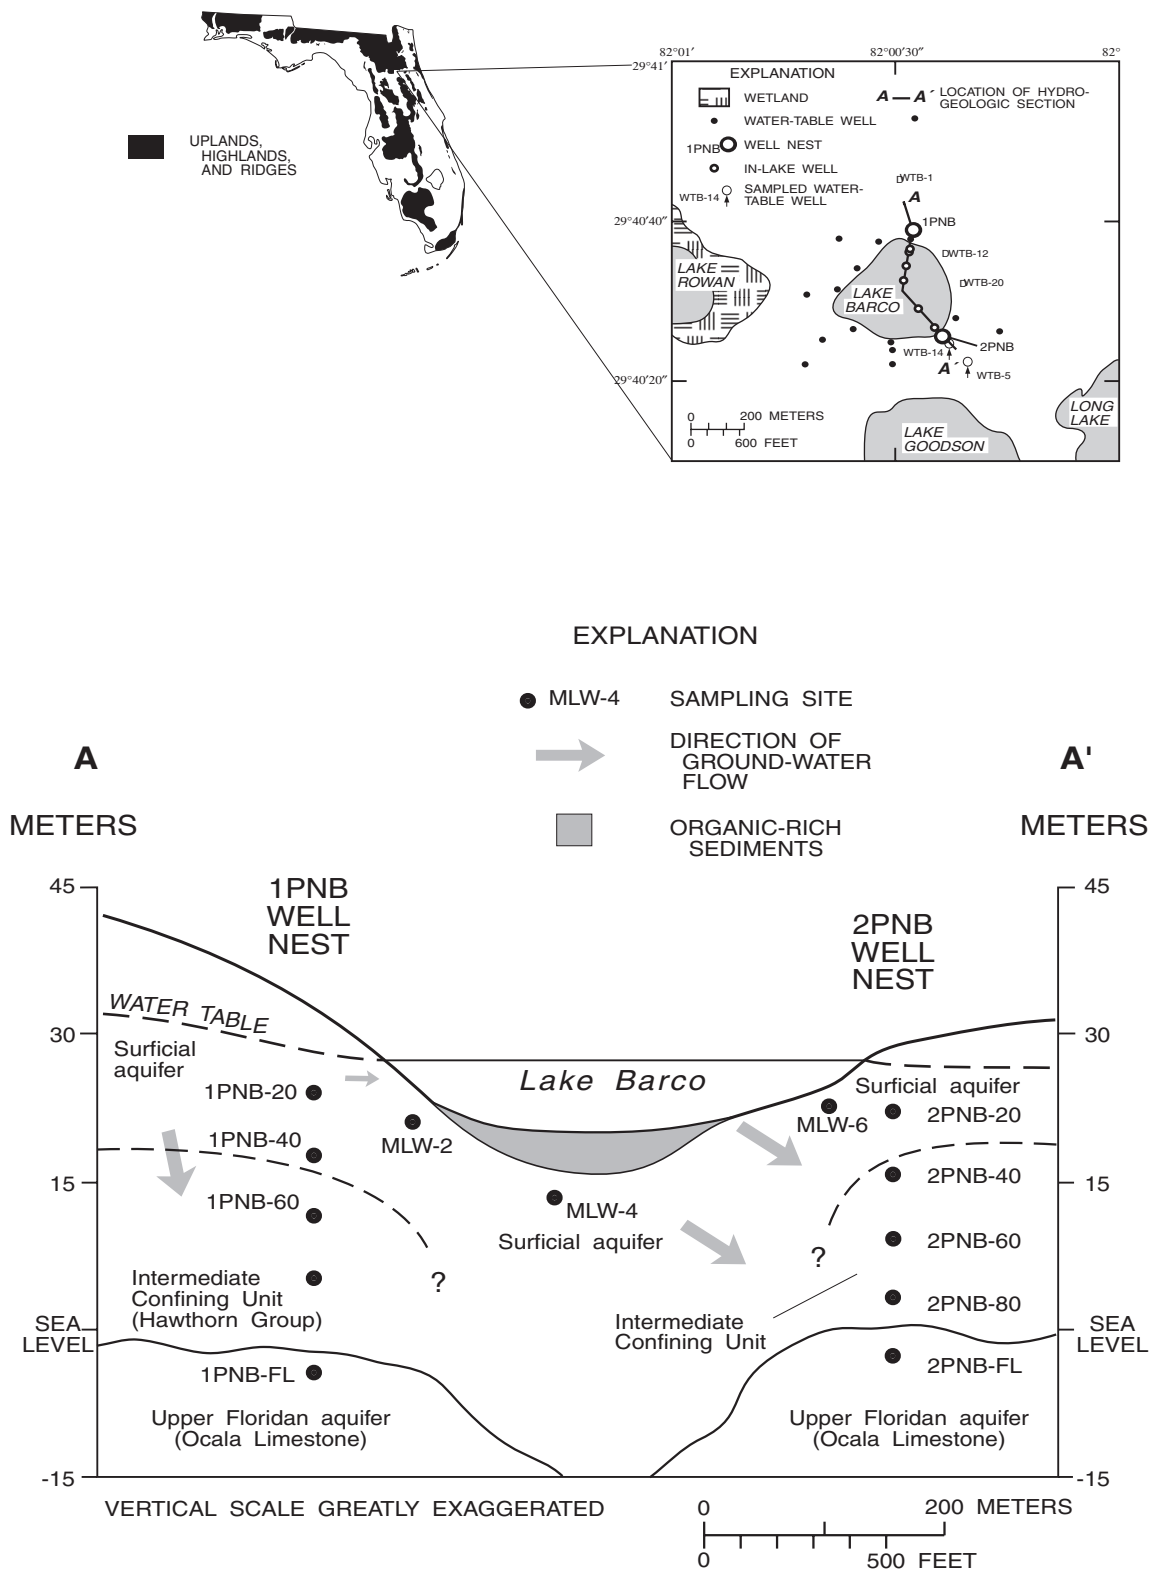 UPLANDS,
HIGHLANDS,
AND RIDGES
82°01′
82°00′30″
82°
29°41′
29°40′40″
29°40′20″
EXPLANATION
WETLAND
WATER-TABLE WELL
1PNB
WELL NEST
IN-LAKE WELL
WTB-14
SAMPLED WATER-
TABLE WELL
A — A´
LOCATION OF HYDRO-
GEOLOGIC SECTION
DWTB-1
A
1PNB
DWTB-12
DWTB-20
LAKE
ROWAN
LAKE
BARCO
2PNB
WTB-14
A´
WTB-5
LONG
LAKE
LAKE
GOODSON
0 200 METERS
0 600 FEET
EXPLANATION
MLW-4 SAMPLING SITE
DIRECTION OF
GROUND-WATER
FLOW
ORGANIC-RICH
SEDIMENTS
A
A'
METERS
METERS
45
30
15
SEA
LEVEL
-15
45
30
15
SEA
LEVEL
-15
1PNB
WELL
NEST
2PNB
WELL
NEST
WATER TABLE
Surficial
aquifer
Lake Barco
Surficial aquifer
1PNB-20
1PNB-40
1PNB-60
MLW-2
MLW-4
Surficial aquifer
MLW-6
2PNB-20
2PNB-40
2PNB-60
2PNB-80
2PNB-FL
?
?
Intermediate
Confining Unit
(Hawthorn Group)
Intermediate
Confining Unit
1PNB-FL
Upper Floridan aquifer
(Ocala Limestone)
Upper Floridan aquifer
(Ocala Limestone)
VERTICAL SCALE GREATLY EXAGGERATED
0 200 METERS
0 500 FEET